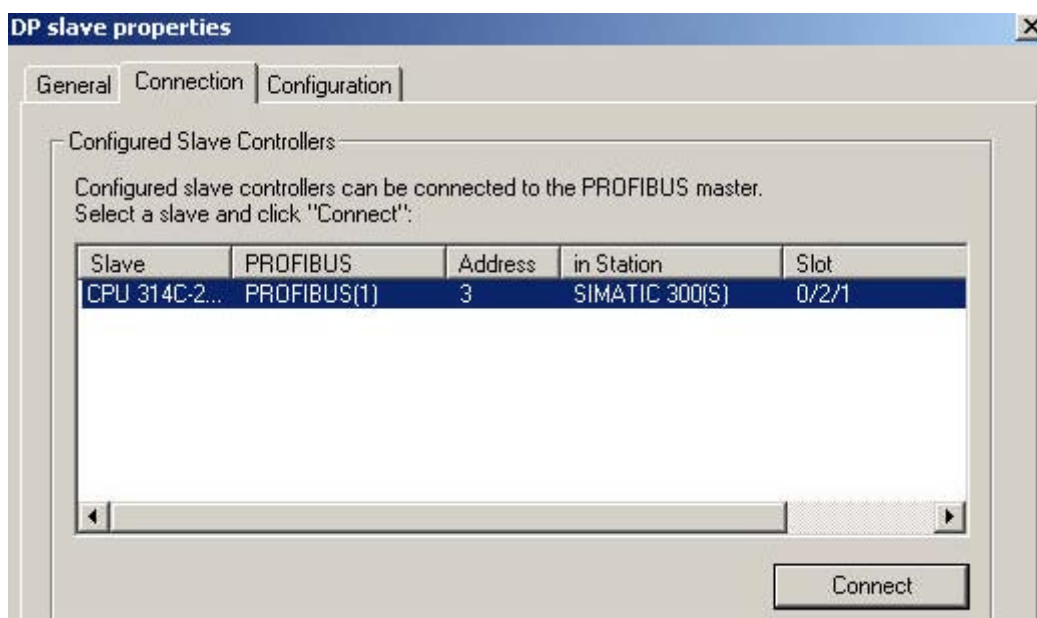 DP slave properties
General Connection Configuration
Configured Slave Controllers
Configured slave controllers can be connected to the PROFIBUS master.
Select a slave and click "Connect":
Slave PROFIBUS Address in Station Slot
CPU 314C-2... PROFIBUS(1) 3 SIMATIC 300(S) 0/2/1
Connect